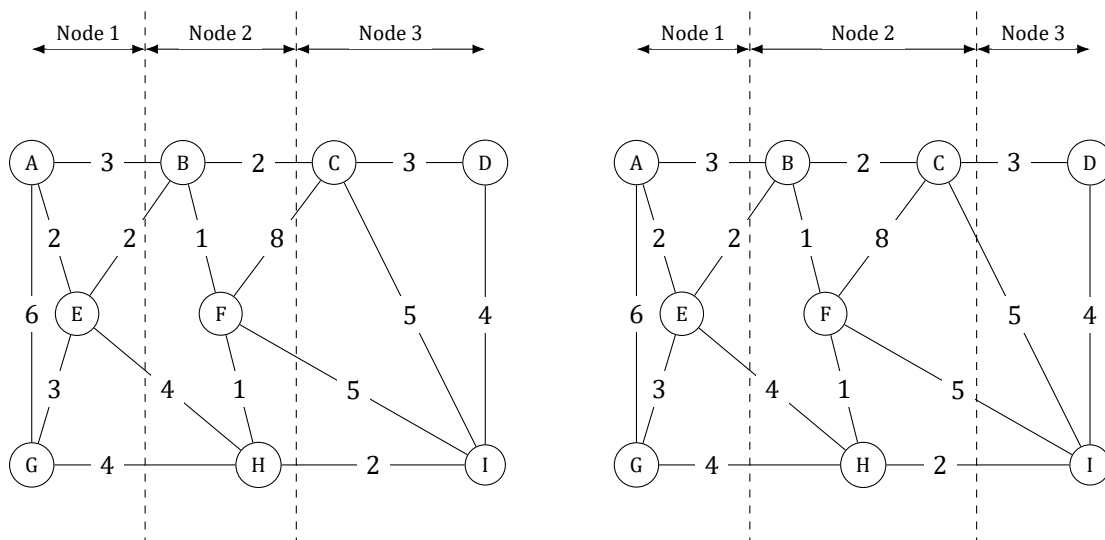 Node 1 Node 2 Node 3 Node 1 Node 2 Node 3
A 3 B 2 C 3 D A 3 B 2 C 3 D
2 2 1 8 2 2 1 8
6 E F 5 4 6 E F 5 4
3 4 1 5 3 4 1 5
G 4 H 2 I G 4 H 2 I